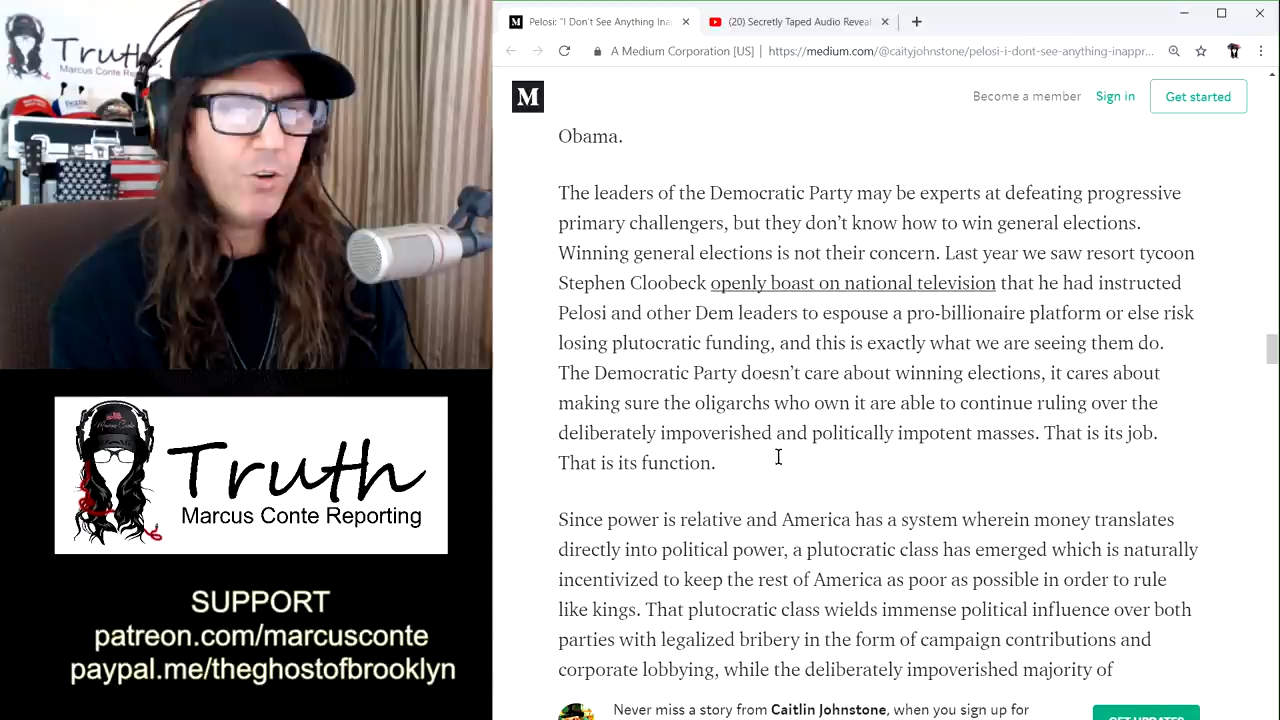 Truth
Marcus Conte Reporting
Truth
Marcus Conte Reporting
SUPPORT
patreon.com/marcusconte
paypal.me/theghostofbrooklyn
Pelosi: "I Don't See Anything Ina
(20) Secretly Taped Audio Reveal
A Medium Corporation [US] | https://medium.com/@caityjohnstone/pelosi-i-dont-see-anything-inappr...
M
Become a member Sign in Get started
Obama.
The leaders of the Democratic Party may be experts at defeating progressive
primary challengers, but they don't know how to win general elections.
Winning general elections is not their concern. Last year we saw resort tycoon
Stephen Cloobeck openly boast on national television that he had instructed
Pelosi and other Dem leaders to espouse a pro-billionaire platform or else risk
losing plutocratic funding, and this is exactly what we are seeing them do.
The Democratic Party doesn't care about winning elections, it cares about
making sure the oligarchs who own it are able to continue ruling over the
deliberately impoverished and politically impotent masses. That is its job.
That is its function.
Since power is relative and America has a system wherein money translates
directly into political power, a plutocratic class has emerged which is naturally
incentivized to keep the rest of America as poor as possible in order to rule
like kings. That plutocratic class wields immense political influence over both
parties with legalized bribery in the form of campaign contributions and
corporate lobbying, while the deliberately impoverished majority of
Never miss a story from Caitlin Johnstone, when you sign up for
GET UPDATES